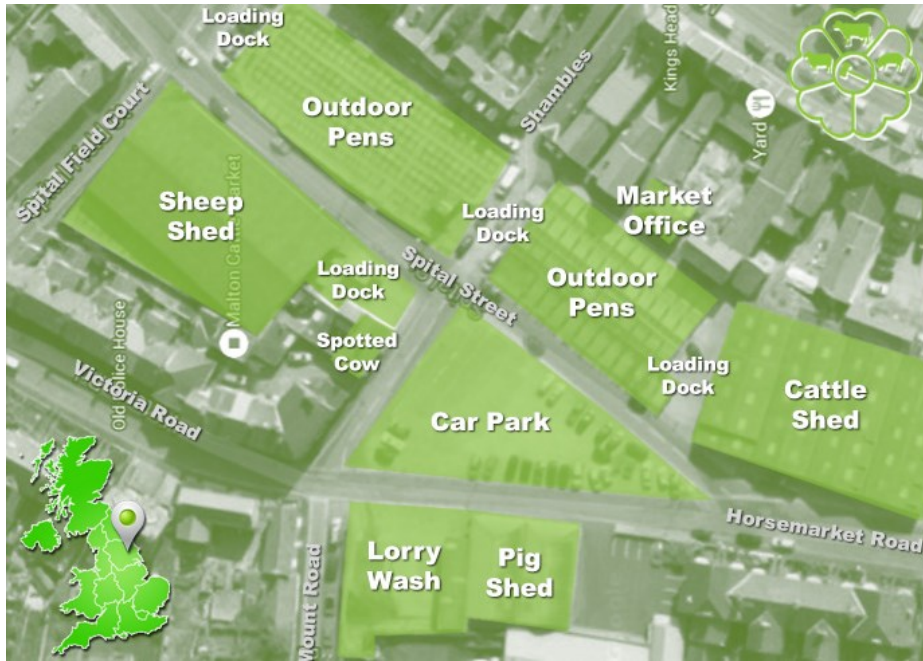 Loading
Dock
Outdoor
Pens
Shambles
Kings Head
Yard
Spital Field Court
Sheep
Shed
Malton Cattle Market
Market
Office
Loading
Dock
Spital Street
Outdoor
Pens
Loading
Dock
Spotted
Cow
Old Police House
Victoria Road
Loading
Dock
Cattle
Shed
Car Park
Horsemarket Road
Lorry
Wash
Pig
Shed
Mount Road